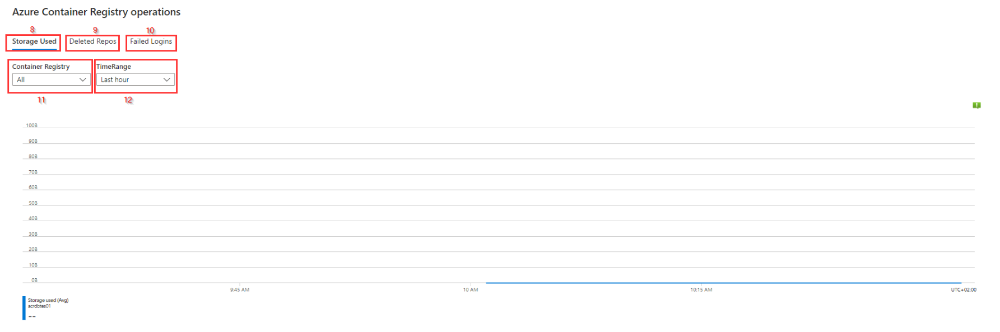 Azure Container Registry operations
8 9 10
Storage Used Deleted Repos Failed Logins
Container Registry TimeRange
All Last hour
11 12
100B
90B
80B
70B
60B
50B
40B
30B
20B
10B
0B
9:45 AM 10 AM 10:15 AM UTC+02:00
Storage used (Avg)
acrdbtes01
--